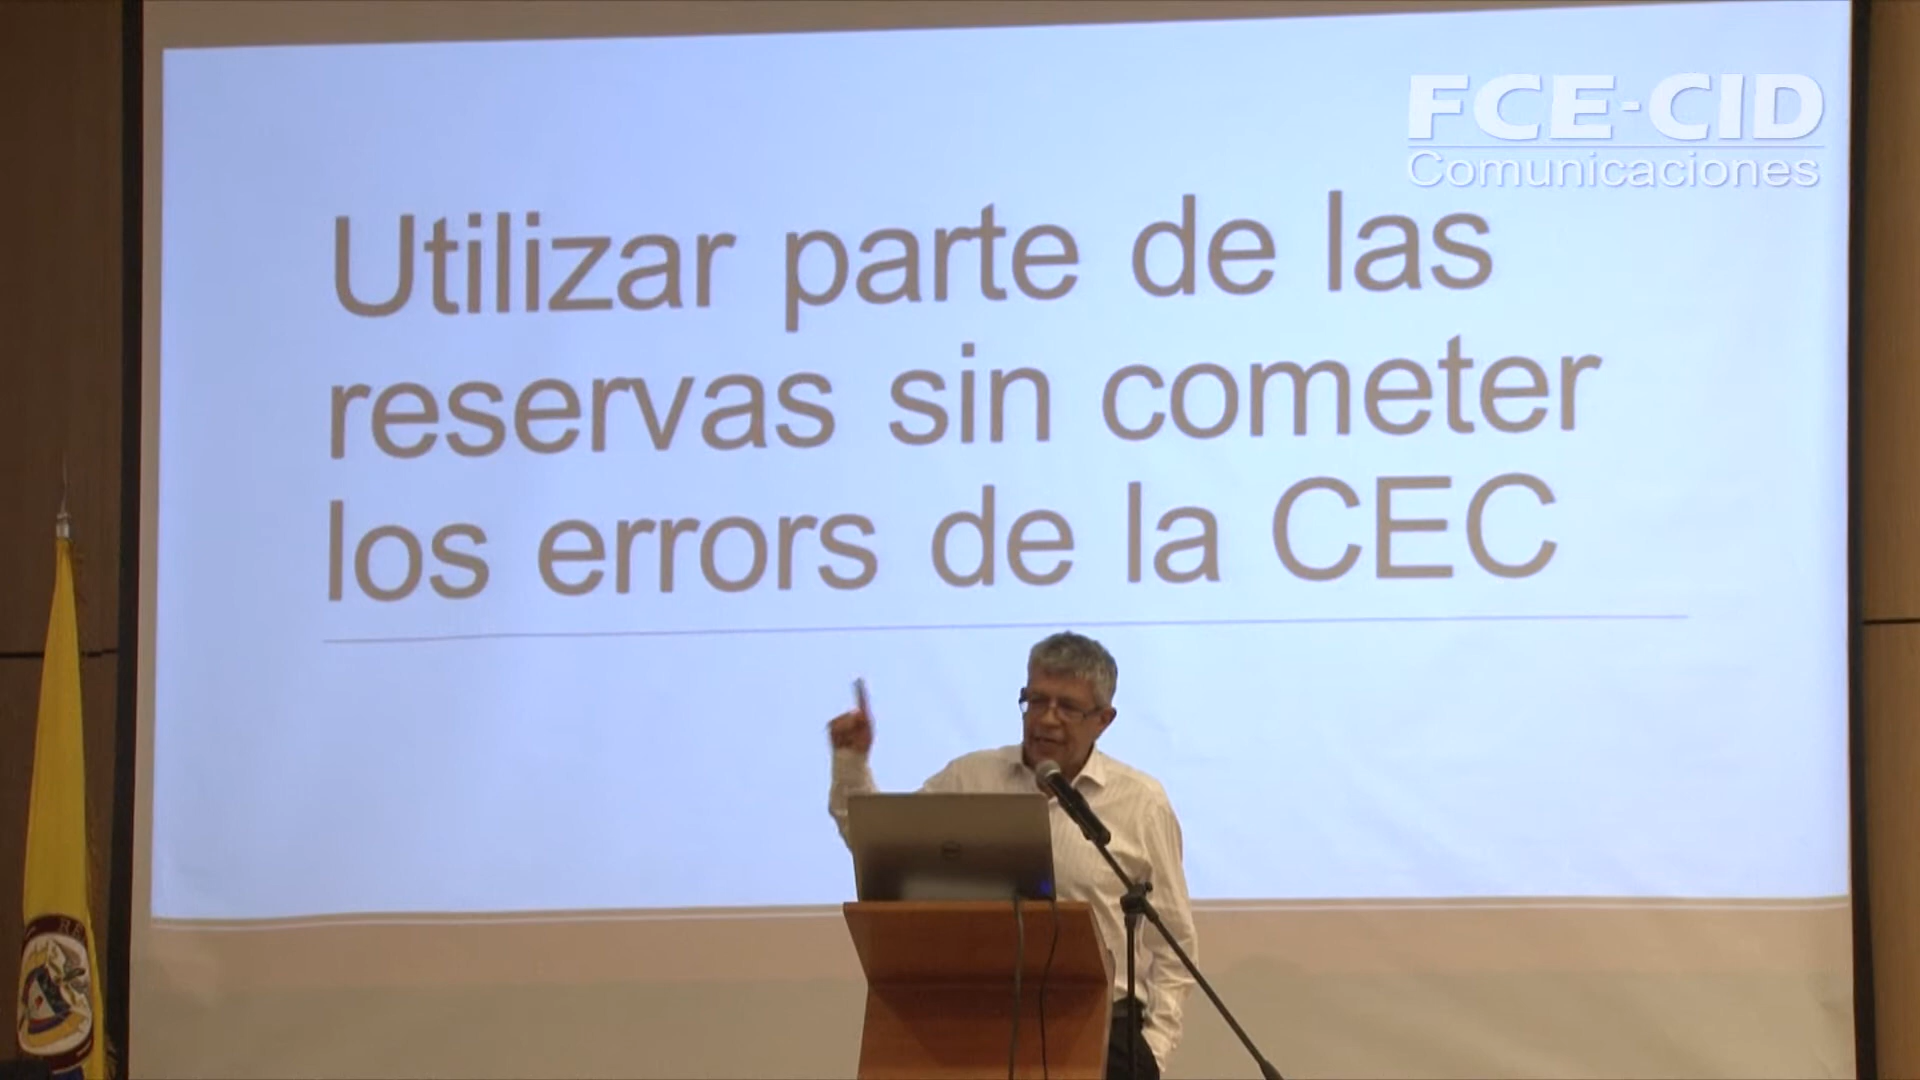 FCE-CID
Comunicaciones
Utilizar parte de las
reservas sin cometer
los errors de la CEC